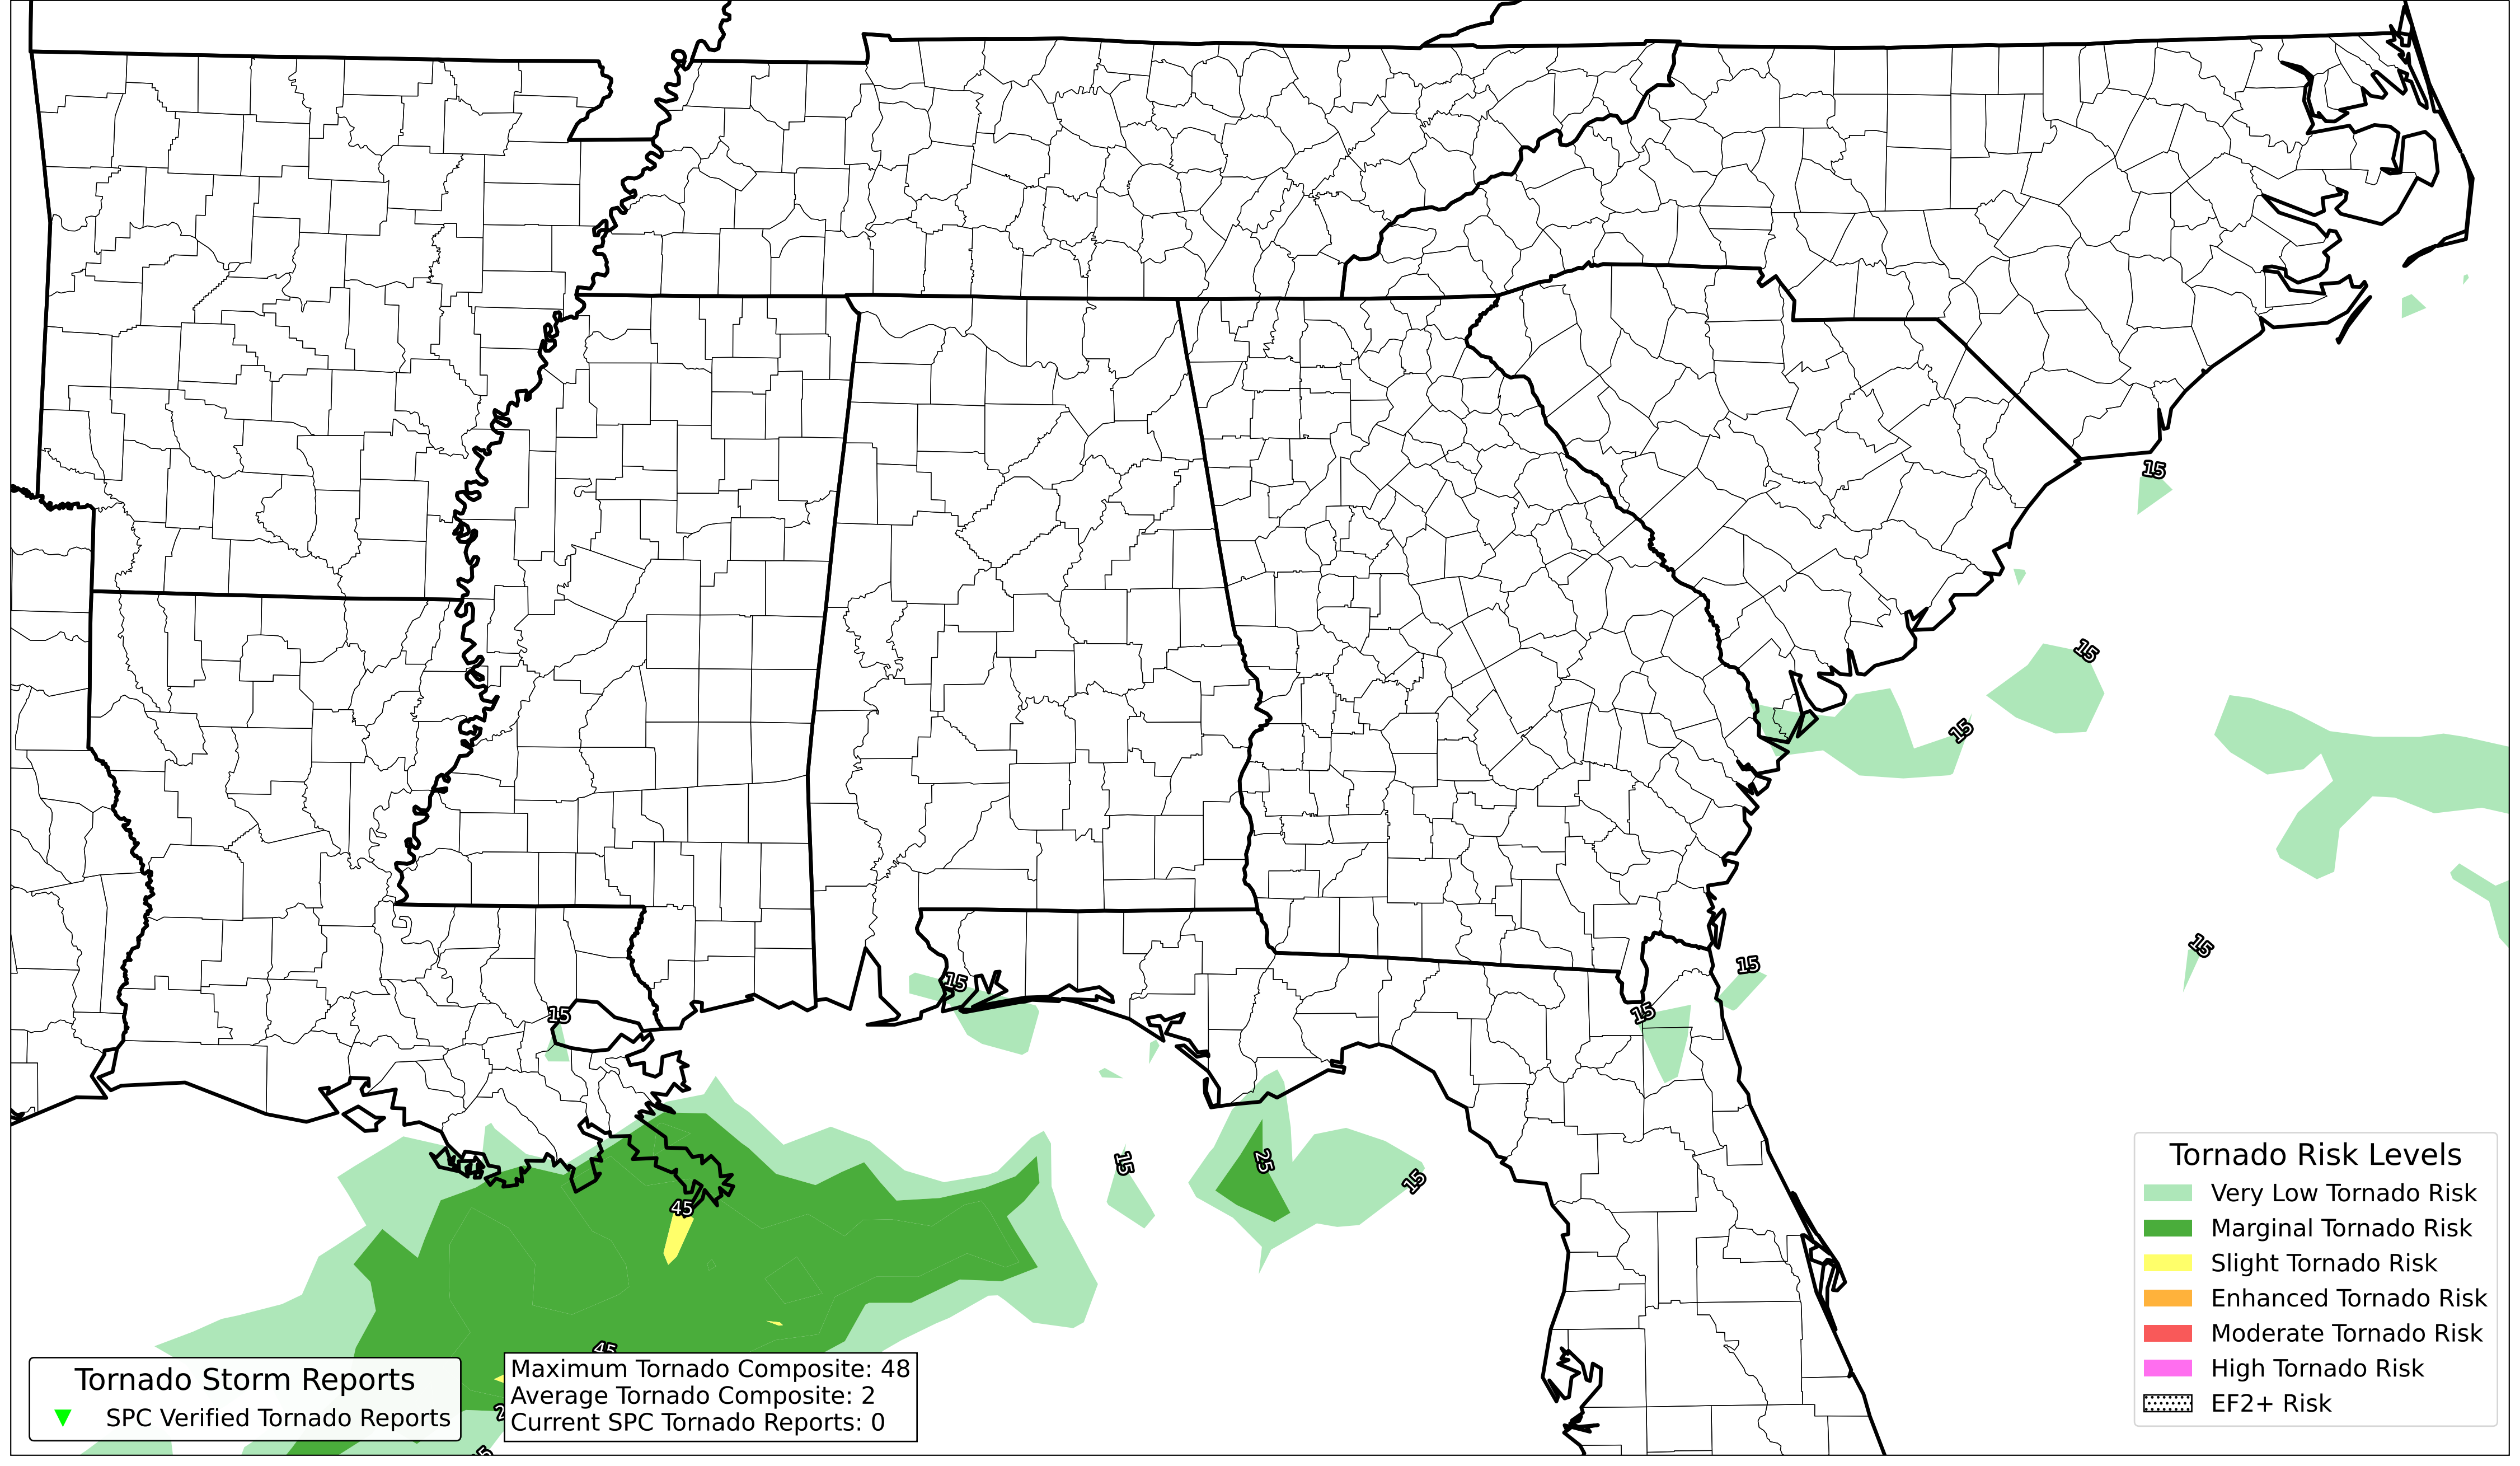 15
15
15
15
15
15
15
15
15
25
15
45
45
Tornado Storm Reports
SPC Verified Tornado Reports
Maximum Tornado Composite: 48
Average Tornado Composite: 2
Current SPC Tornado Reports: 0
Tornado Risk Levels
Very Low Tornado Risk
Marginal Tornado Risk
Slight Tornado Risk
Enhanced Tornado Risk
Moderate Tornado Risk
High Tornado Risk
EF2+ Risk